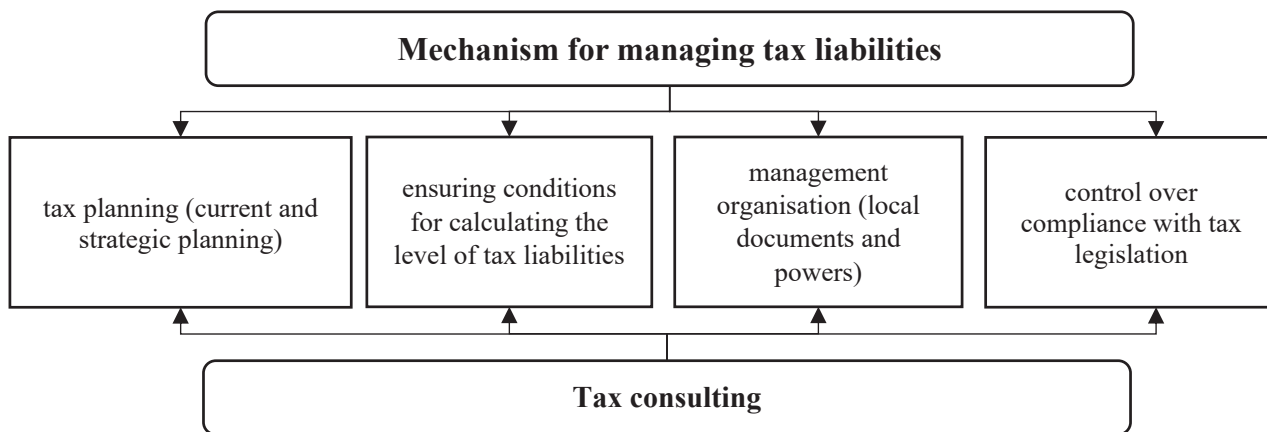 Mechanism for managing tax liabilities
tax planning (current and
strategic planning)
ensuring conditions
for calculating the
level of tax liabilities
management
organisation (local
documents and
powers)
control over
compliance with tax
legislation
Tax consulting